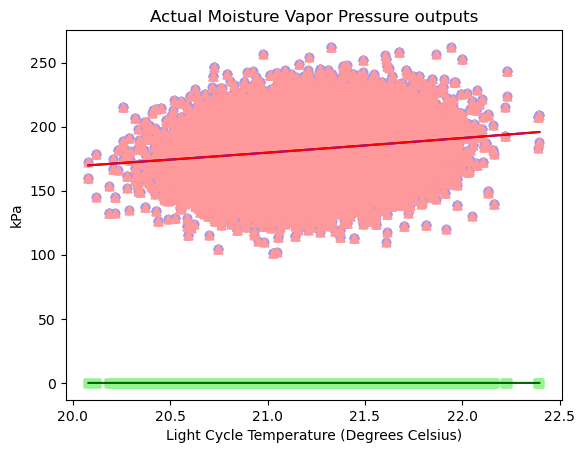 Actual Moisture Vapor Pressure outputs
250
200
150
100
50
0
kPa
20.0 20.5 21.0 21.5 22.0 22.5
Light Cycle Temperature (Degrees Celsius)